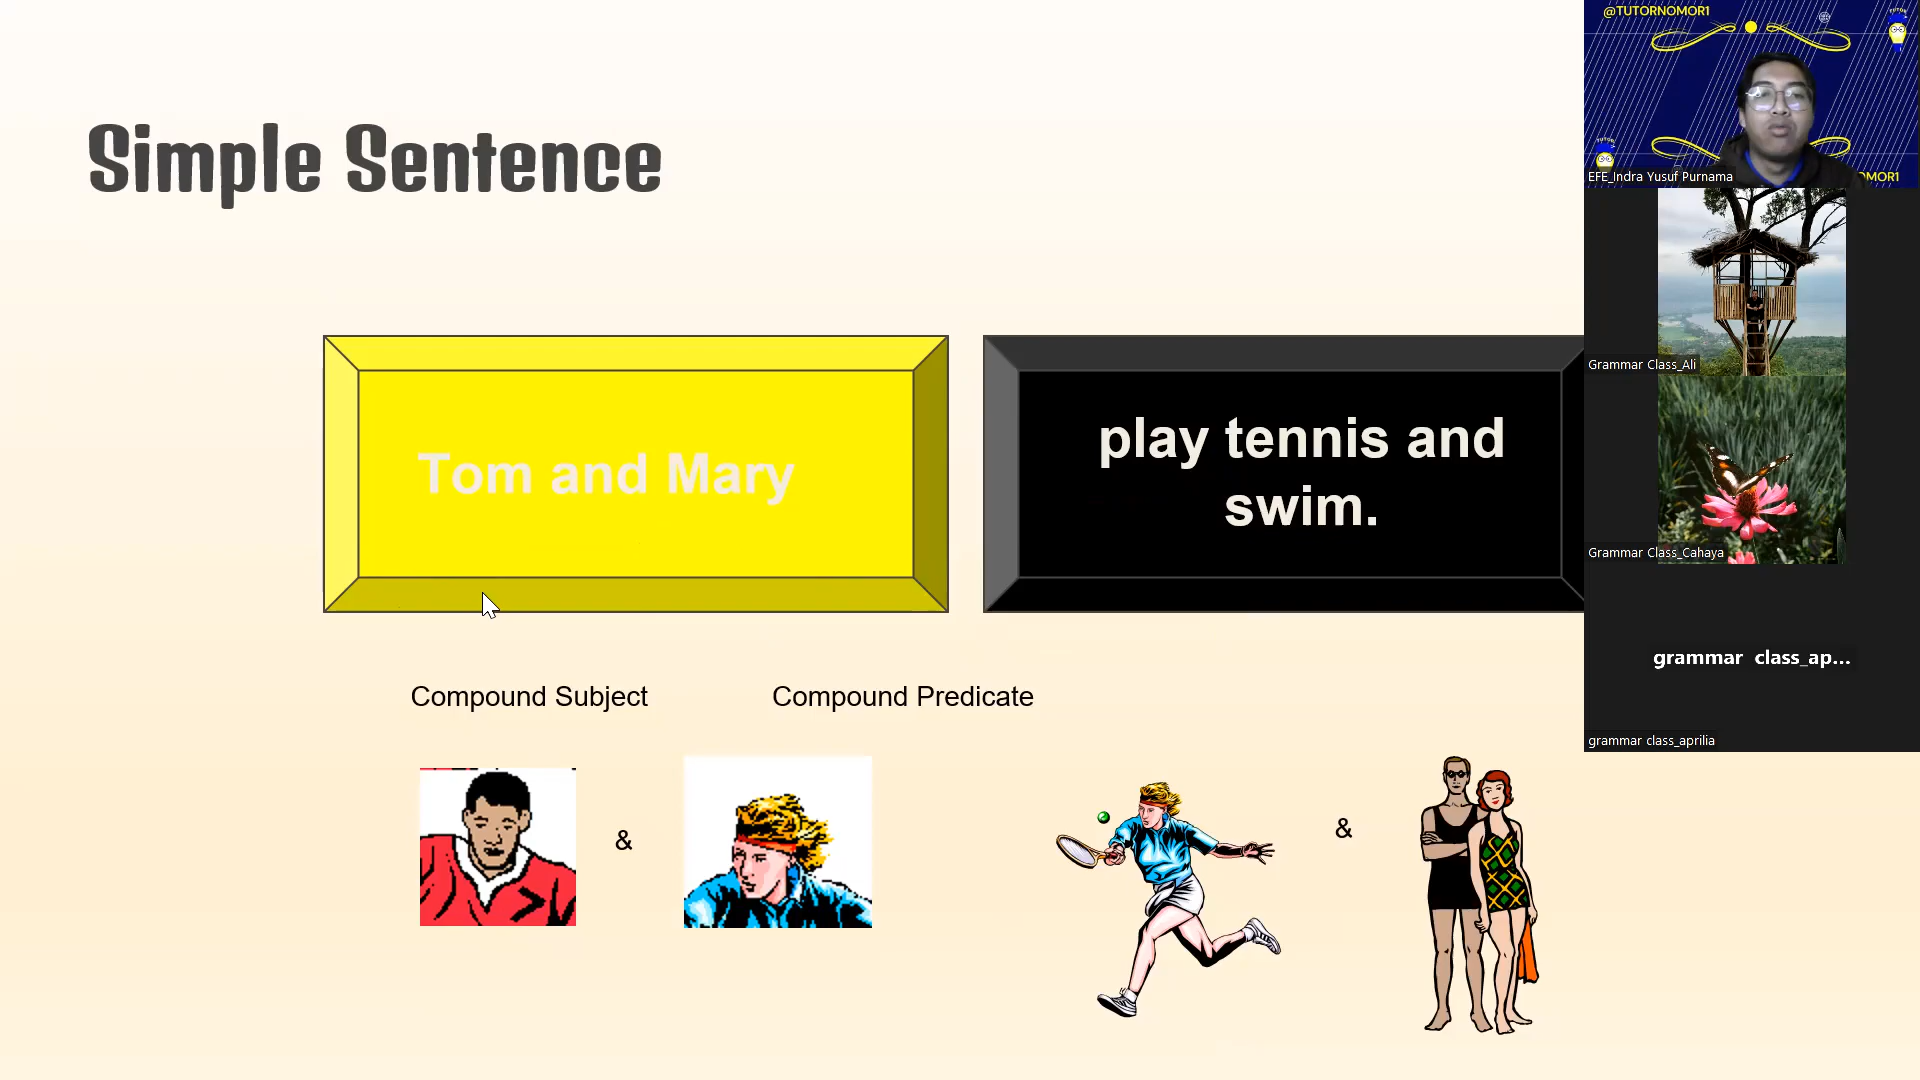 Simple Sentence
Tom and Mary
play tennis and
swim.
Compound Subject
Compound Predicate
&
&
@TUTORNOMOR1
OMOR1
EFE_Indra Yusuf Purnama
Grammar Class_Ali
Grammar Class_Cahaya
grammar class_ap...
grammar class_aprilia